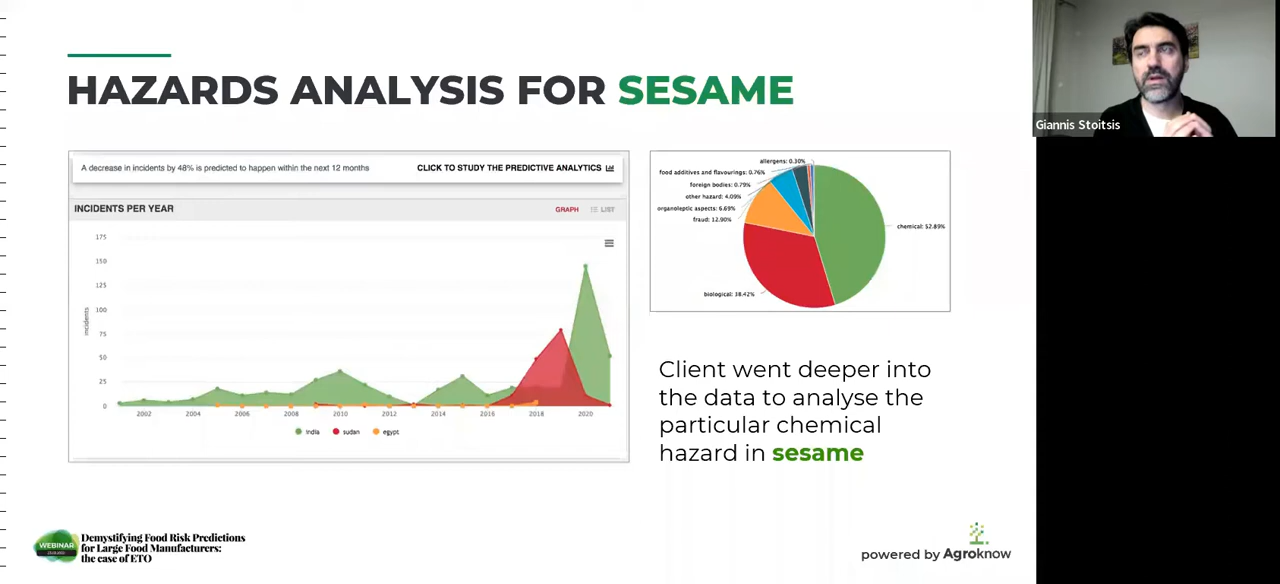 HAZARDS ANALYSIS FOR SESAME
Giannis Stoitsis
A decrease in incidents by 48% is predicted to happen within the next 12 months
CLICK TO STUDY THE PREDICTIVE ANALYTICS
INCIDENTS PER YEAR
GRAPH
LIST
175
150
125
100
75
50
25
0
incidents
2002
2004
2006
2008
2010
2012
2014
2016
2018
2020
india
sudan
egypt
allergens: 0.30%
food additives and flavourings: 0.76%
foreign bodies: 0.79%
other hazard: 4.09%
organoleptic aspects: 6.69%
fraud: 12.90%
chemical: 52.89%
biological: 38.42%
Client went deeper into
the data to analyse the
particular chemical
hazard in sesame
WEBINAR
Demystifying Food Risk Predictions
for Large Food Manufacturers:
the case of ETO
powered by Agroknow